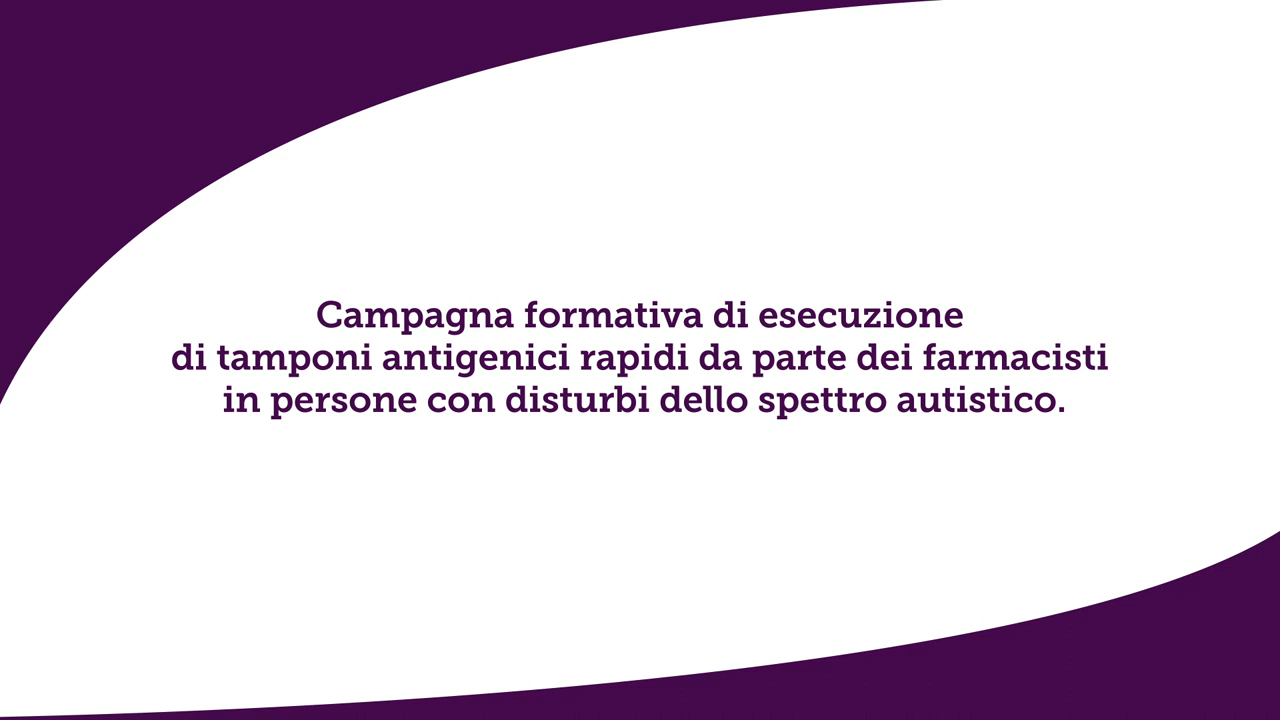 Campagna formativa di esecuzione
di tamponi antigenici rapidi da parte dei farmacisti
in persone con disturbi dello spettro autistico.